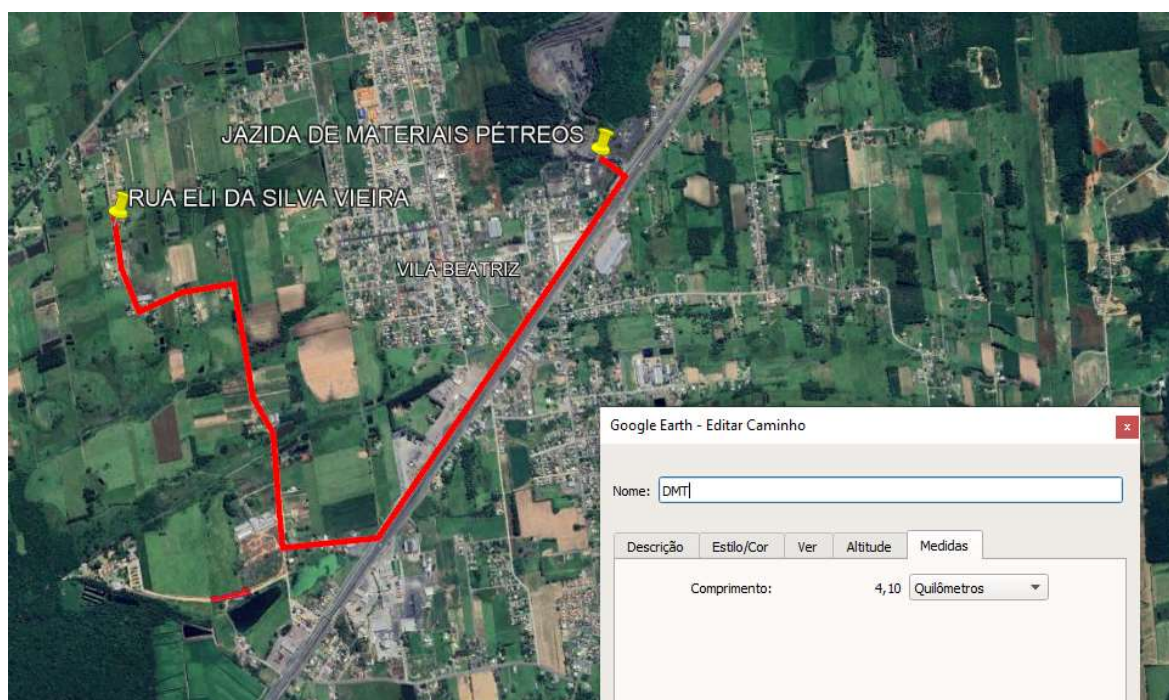 JAZIDA DE MATERIAIS PÉTREOS
RUA ELI DA SILVA VIEIRA
VILA BEATRIZ
Google Earth - Editar Caminho
x
Nome: DMT
Descrição Estilo/Cor Ver Altitude Medidas
Comprimento: 4,10 Quilômetros